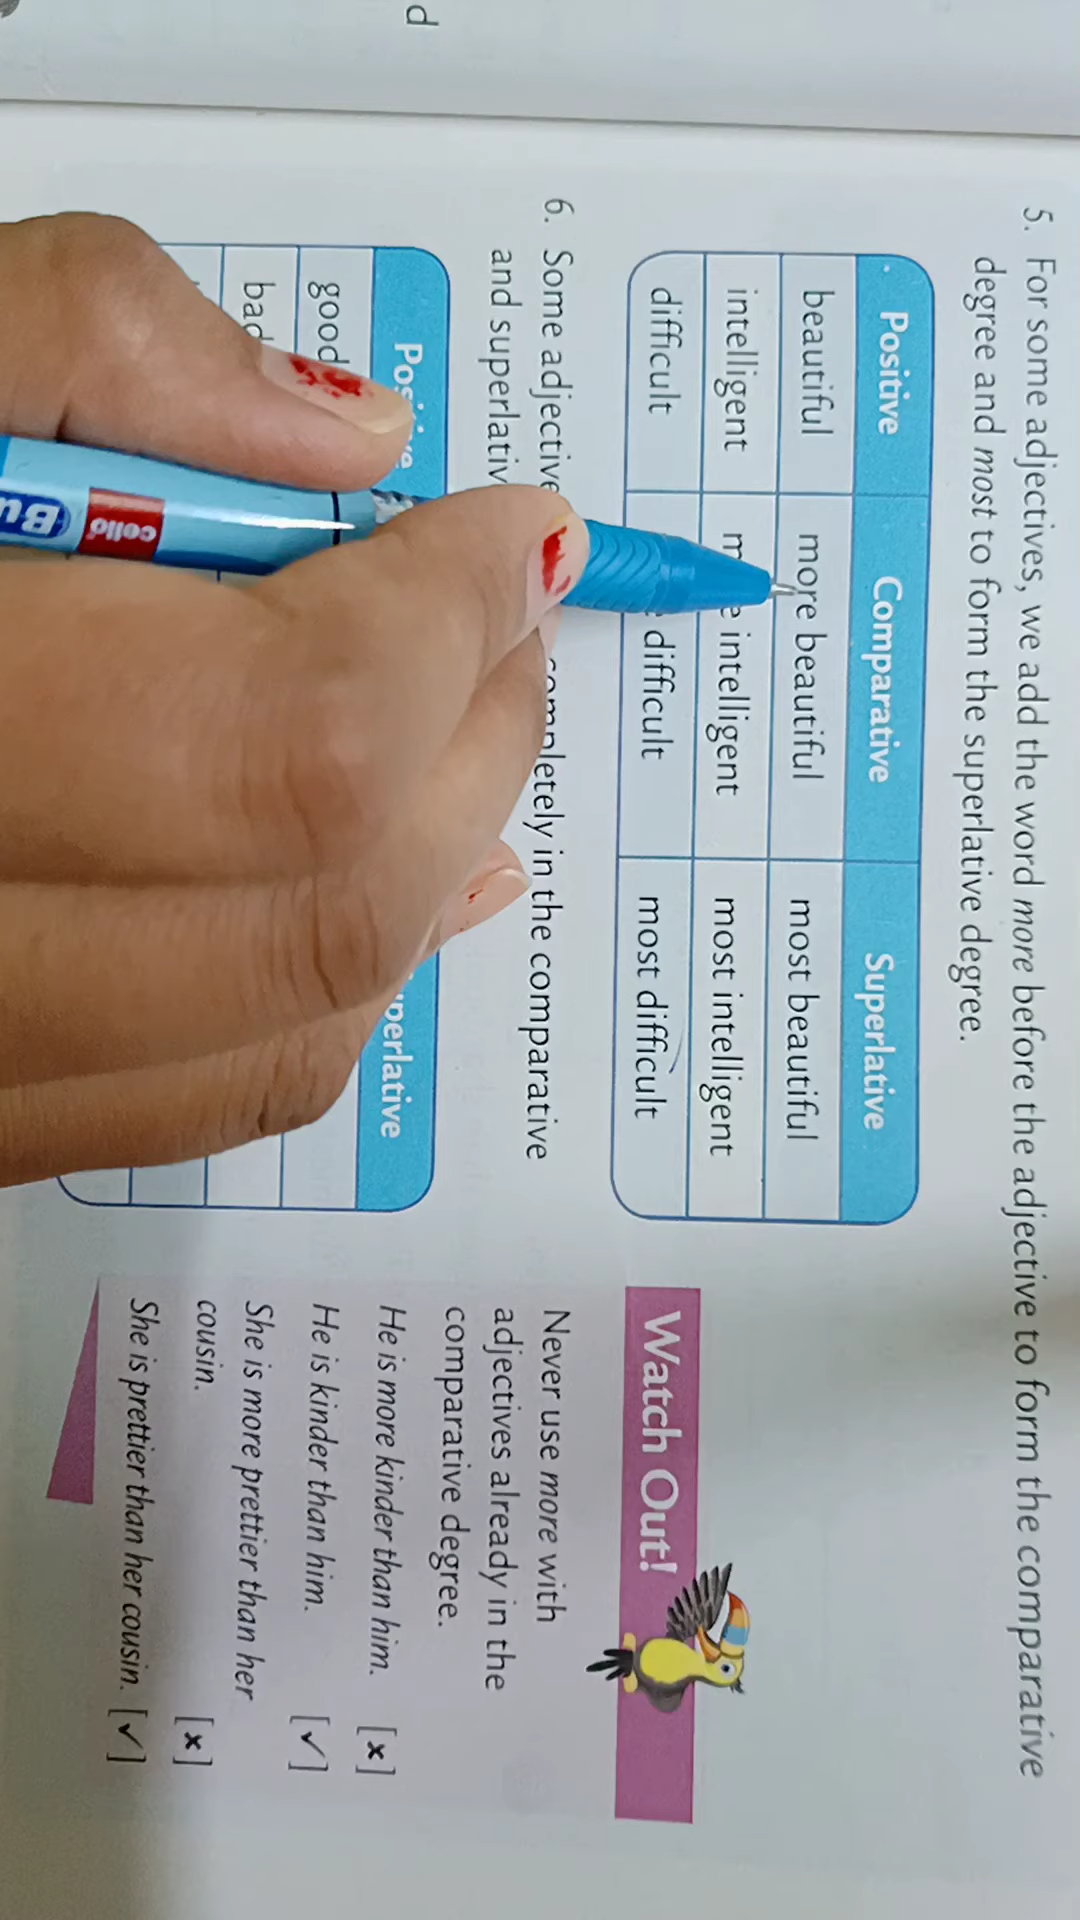 d
5. For some adjectives, we add the word more before the adjective to form the comparative
degree and most to form the superlative degree.
Positive Comparative Superlative
beautiful more beautiful most beautiful
intelligent intelligent most intelligent
difficult difficult most difficult
6. Some adjective completely in the comparative
and superlativ
Positive perlative
good
bad
Watch Out!
Never use more with
adjectives already in the
comparative degree.
He is more kinder than him. [x]
He is kinder than him. [✓]
She is more prettier than her
cousin. [x]
She is prettier than her cousin. [✓]
cello
Bu